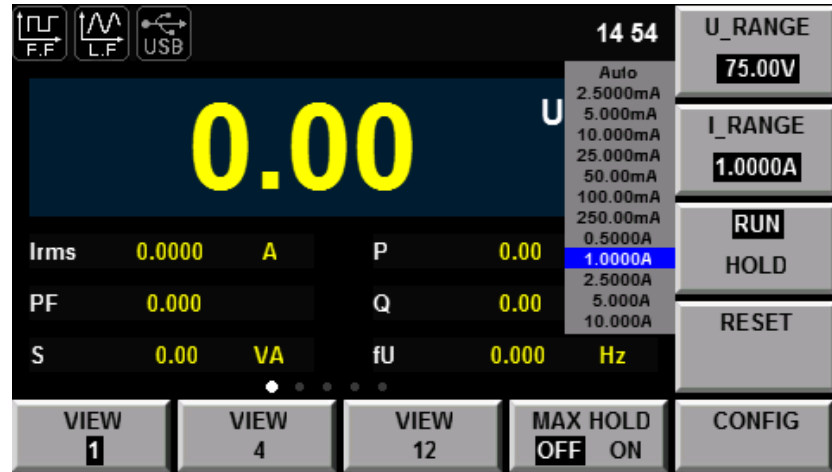 F.F L.F USB 14 54
U_RANGE
75.00V
Auto
2.5000mA
5.000mA
10.000mA
25.000mA
50.00mA
100.00mA
250.00mA
0.5000A
1.0000A
2.5000A
5.000A
10.000A
0.00 U
I_RANGE
1.0000A
RUN
HOLD
Irms 0.0000 A P 0.00
PF 0.000 Q 0.00
S 0.00 VA fU 0.000 Hz
RESET
VIEW
1
VIEW
4
VIEW
12
MAX HOLD
OFF ON
CONFIG